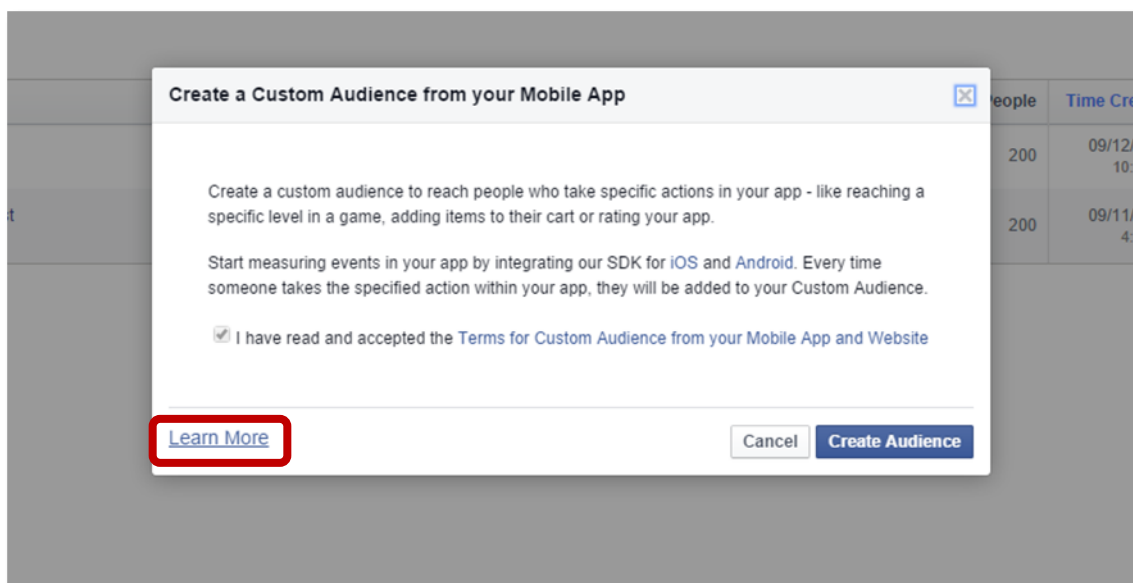 Create a Custom Audience from your Mobile App
People
Time Cre
200
09/12/
10:
Create a custom audience to reach people who take specific actions in your app - like reaching a
specific level in a game, adding items to their cart or rating your app.
st
200
09/11/
4:
Start measuring events in your app by integrating our SDK for iOS and Android. Every time
someone takes the specified action within your app, they will be added to your Custom Audience.
I have read and accepted the Terms for Custom Audience from your Mobile App and Website
Learn More
Cancel
Create Audience